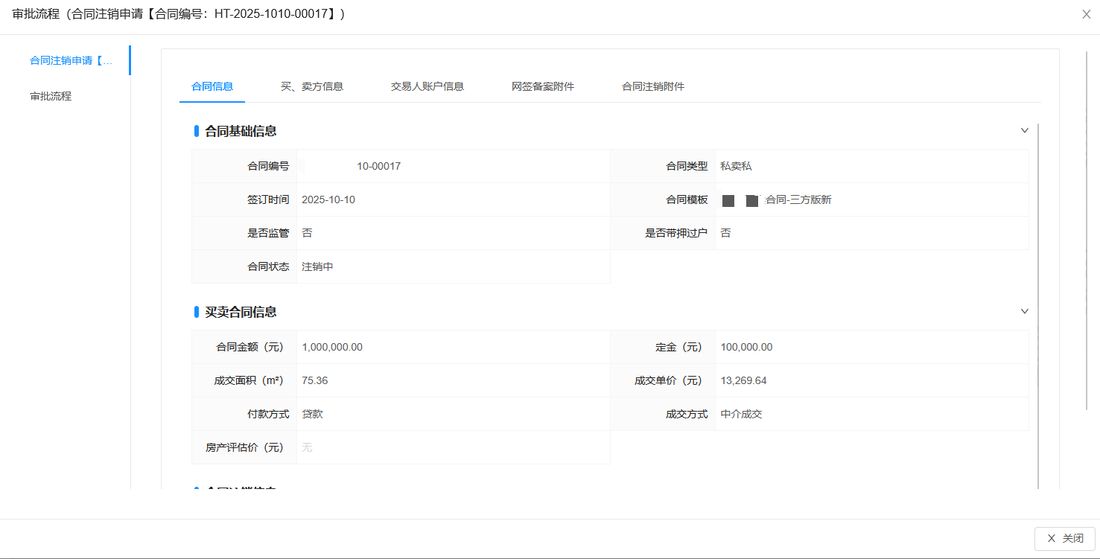 审批流程（合同注销申请【合同编号：HT-2025-1010-00017】）
合同注销申请【...
审批流程
合同信息 买、卖方信息 交易人账户信息 网签备案附件 合同注销附件
合同基础信息
合同编号 10-00017 合同类型 私卖私
签订时间 2025-10-10 合同模板 合同-三方版新
是否监管 否 是否带押过户 否
合同状态 注销中
买卖合同信息
合同金额（元） 1,000,000.00 定金（元） 100,000.00
成交面积（m²） 75.36 成交单价（元） 13,269.64
付款方式 贷款 成交方式 中介成交
房产评估价（元） 无
X 关闭